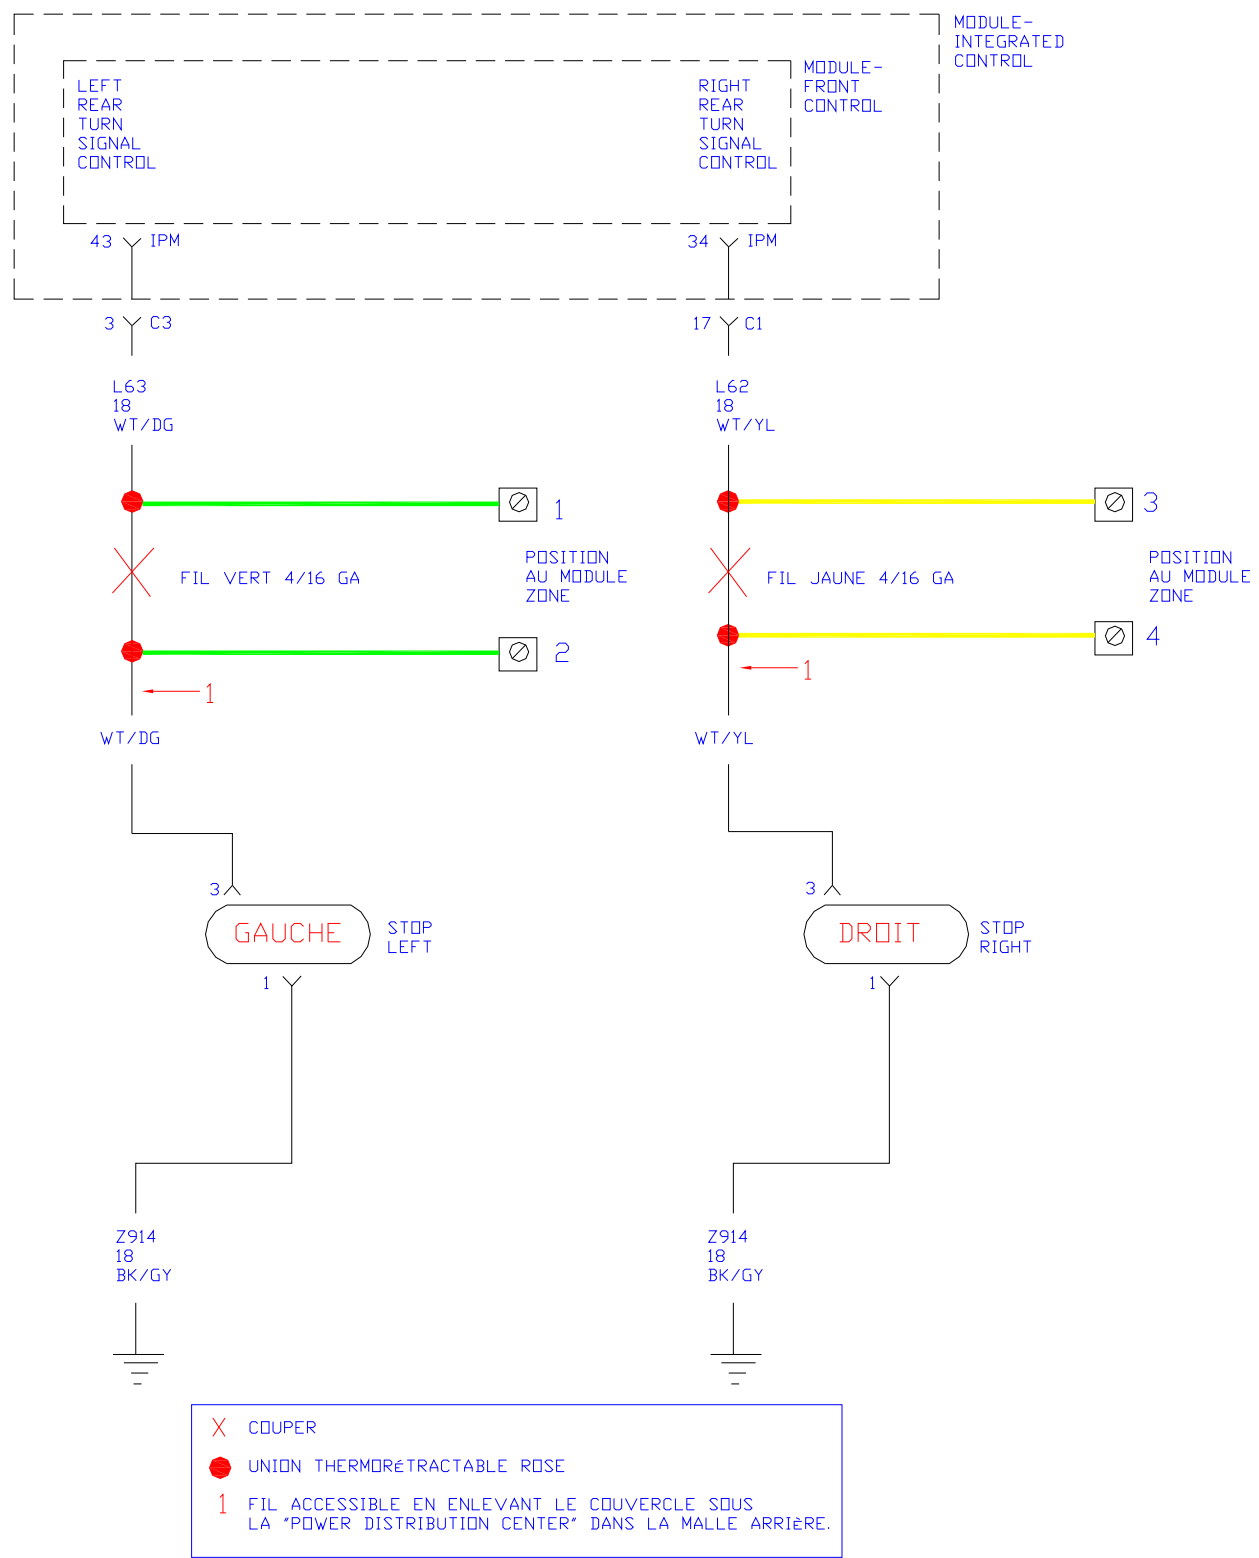 MODULE-
INTEGRATED
CONTROL
MODULE-
FRONT
CONTROL
LEFT
REAR
TURN
SIGNAL
CONTROL
RIGHT
REAR
TURN
SIGNAL
CONTROL
43 IPM
34 IPM
3 C3
17 C1
L63
18
WT/DG
L62
18
WT/YL
1
3
POSITION
AU MODULE
ZONE
FIL VERT 4/16 GA
POSITION
AU MODULE
ZONE
FIL JAUNE 4/16 GA
2
4
1
1
WT/DG
WT/YL
3
3
GAUCHE
STOP
LEFT
DROIT
STOP
RIGHT
1
1
Z914
18
BK/GY
Z914
18
BK/GY
X COUPER
UNION THERMORÉTRACTABLE ROSE
1 FIL ACCESSIBLE EN ENLEVANT LE COUVERCLE SOUS
LA "POWER DISTRIBUTION CENTER" DANS LA MALLE ARRIÈRE.